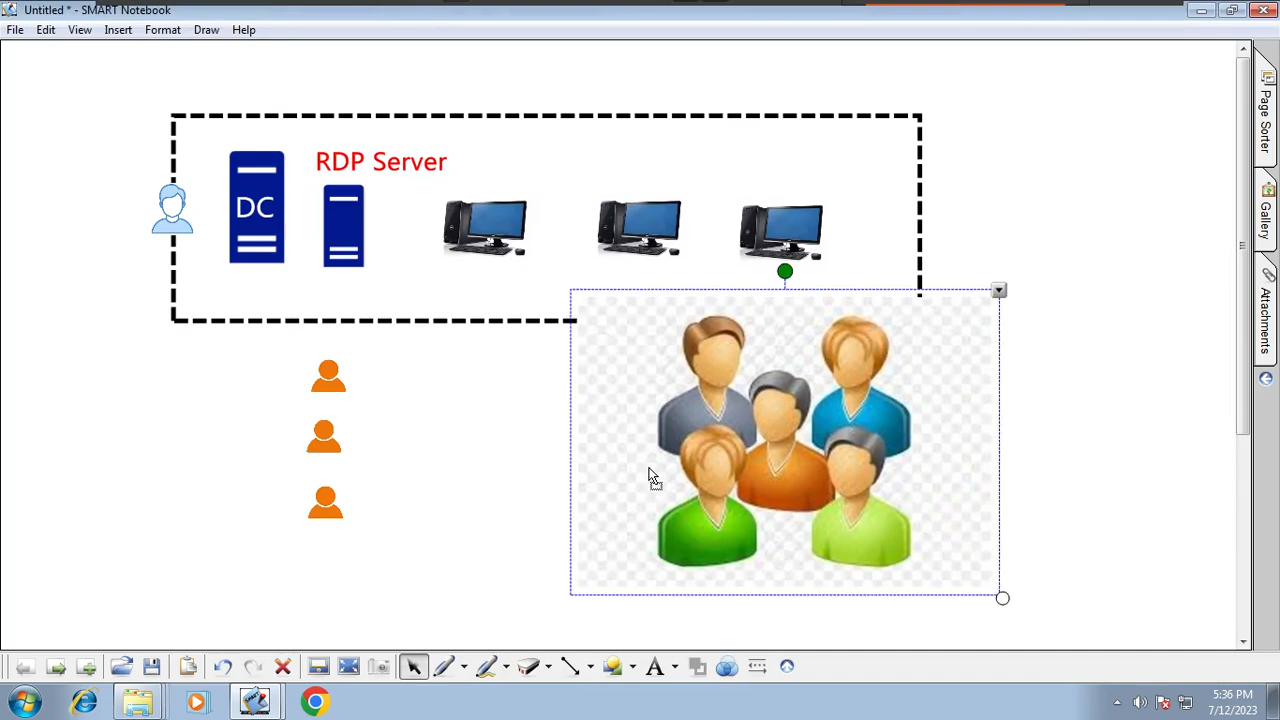 Untitled * - SMART Notebook
File Edit View Insert Format Draw Help
RDP Server
DC
Page Sorter
Gallery
Attachments
A
5:36 PM
7/12/2023